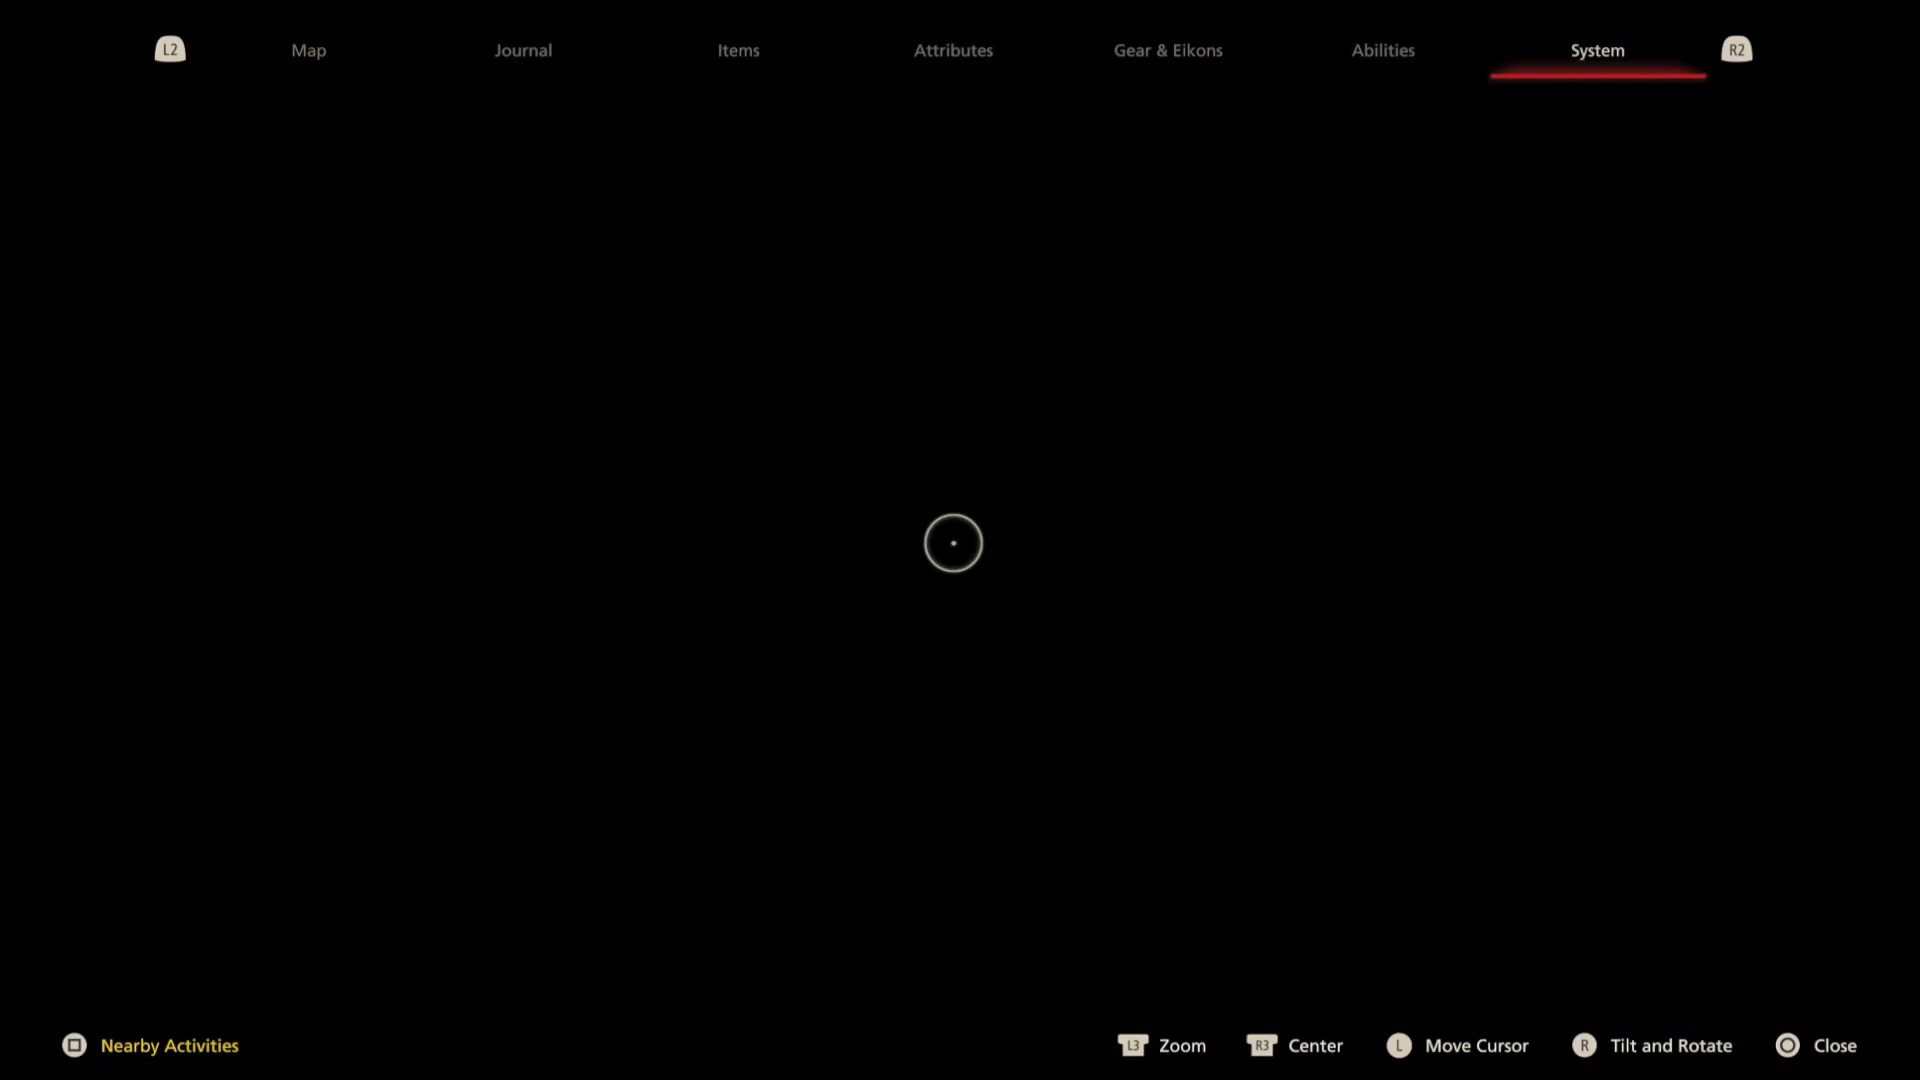 L2 Map Journal Items Attributes Gear & Eikons Abilities System R2
Nearby Activities L3 Zoom R3 Center L Move Cursor R Tilt and Rotate Close